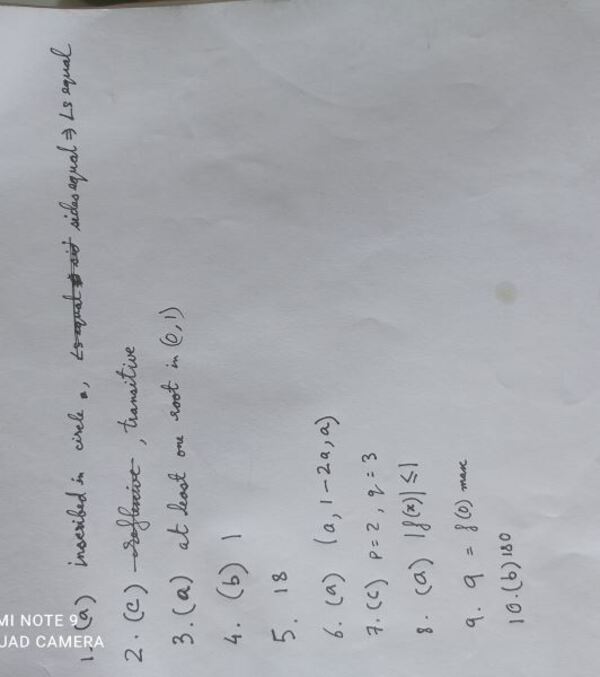 MI NOTE 9
UAD CAMERA
1. (a) inscribed in circle, sides equal ⇒ ∠s equal
2. (c) reflexive, transitive
3. (a) at least one root in (0,1)
4. (b) 1
5. 18
6. (a) (a, 1-2a, a)
7. (c) p=2, q=3
8. (a) |f(x)| ≤ 1
9. 9 = f(0) max
10. (b) 180